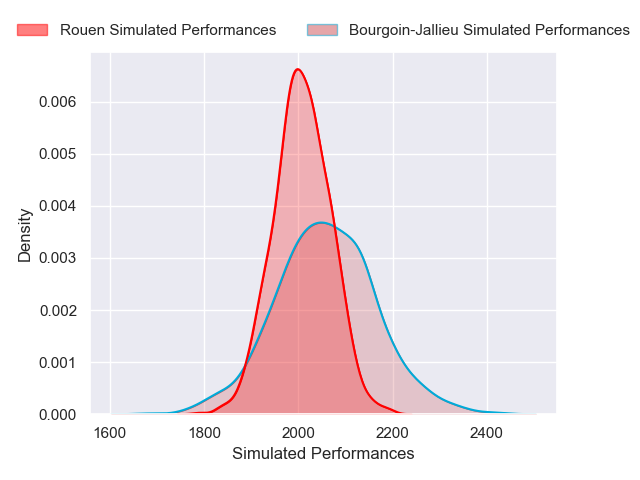 Rouen Simulated Performances Bourgoin-Jallieu Simulated Performances
0.006
0.005
0.004
0.003
0.002
0.001
0.000
Density
1600 1800 2000 2200 2400
Simulated Performances